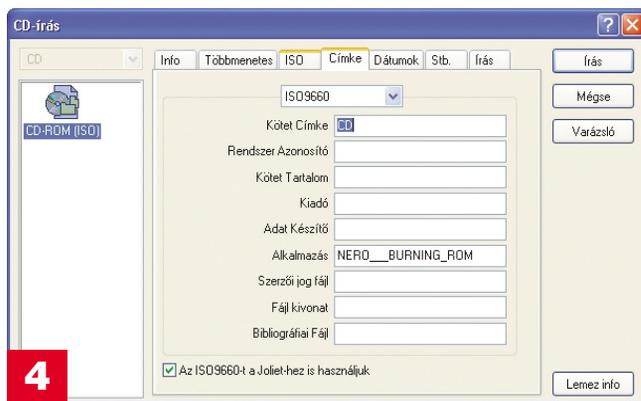 CD-írás
CD
CD-ROM (ISO)
Info Többmenetes ISO Címke Dátumok Stb. Írás
ISO9660
Kötet Címke CD
Rendszer Azonosító
Kötet Tartalom
Kiadó
Adat Készítő
Alkalmazás NERO___BURNING_ROM
Szerzői jog fájl
Fájl kivonat
Bibliográfiai Fájl
Az ISO9660-t a Joliet-hez is használjuk
Írás
Mégse
Varázsló
Lemez info
4